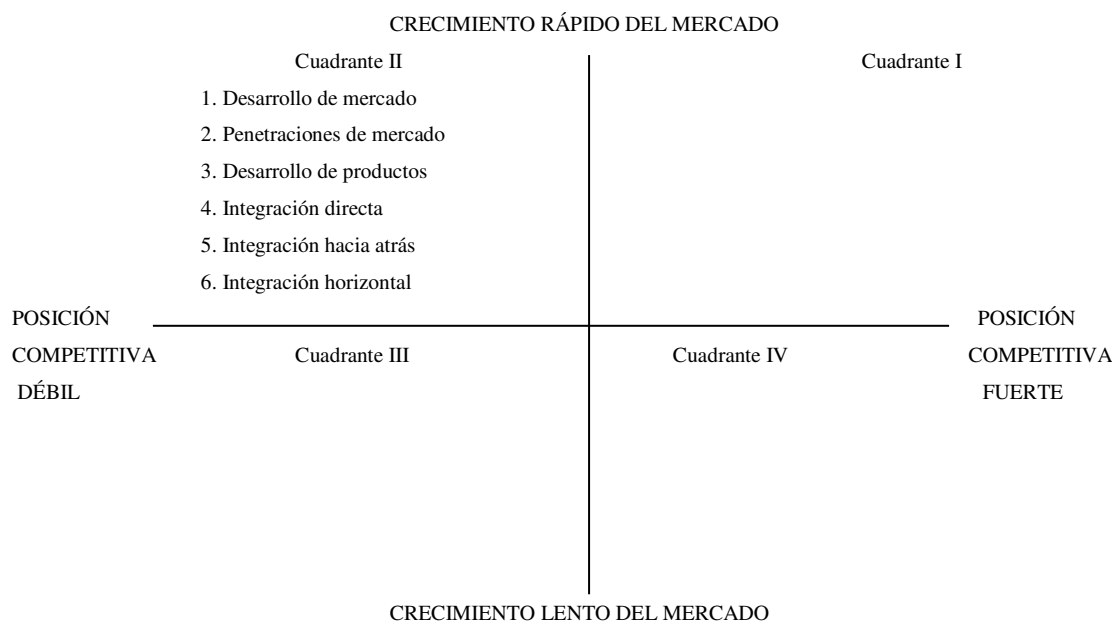 CRECIMIENTO RÁPIDO DEL MERCADO
Cuadrante II
Cuadrante I
1. Desarrollo de mercado
2. Penetraciones de mercado
3. Desarrollo de productos
4. Integración directa
5. Integración hacia atrás
6. Integración horizontal
POSICIÓN
COMPETITIVA
DÉBIL
POSICIÓN
COMPETITIVA
FUERTE
Cuadrante III
Cuadrante IV
CRECIMIENTO LENTO DEL MERCADO